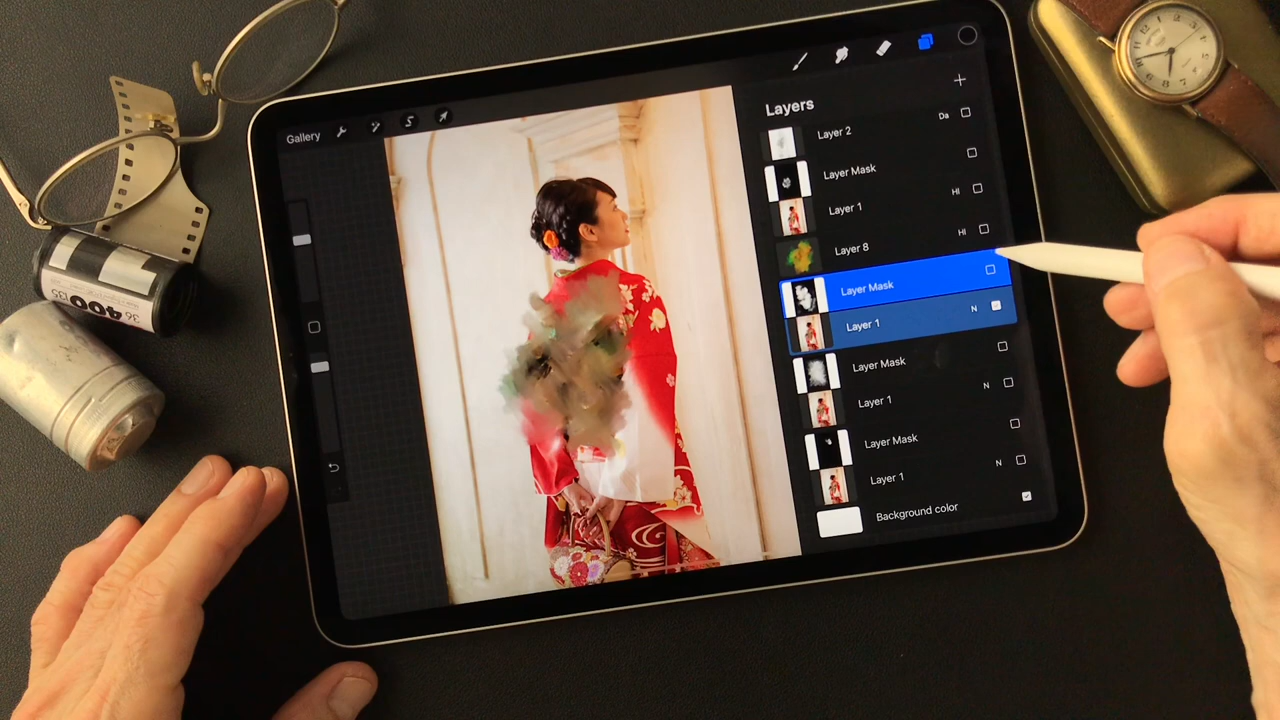 Gallery
Layers
Layer 2
Da
Layer Mask
Layer 1
HI
Layer 8
HI
Layer Mask
Layer 1
N
Layer Mask
Layer 1
N
Layer Mask
Layer 1
N
Background color
400
36
135